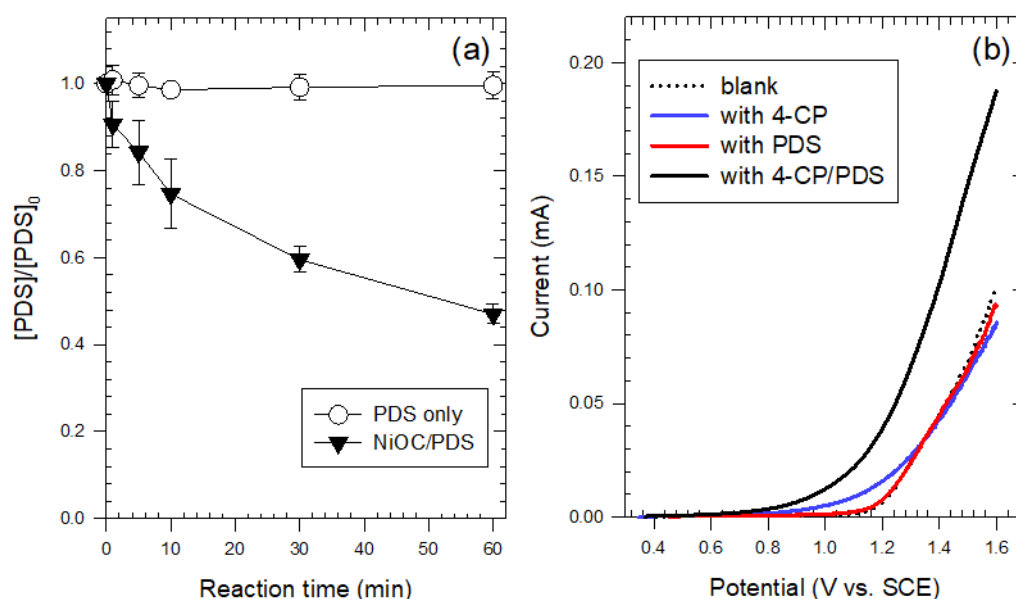 (a)
[PDS]/[PDS]₀
1.0
0.8
0.6
0.4
0.2
0.0
PDS only
NiOC/PDS
0 10 20 30 40 50 60
Reaction time (min)
(b)
Current (mA)
0.20
0.15
0.10
0.05
0.00
blank
with 4-CP
with PDS
with 4-CP/PDS
0.4 0.6 0.8 1.0 1.2 1.4 1.6
Potential (V vs. SCE)